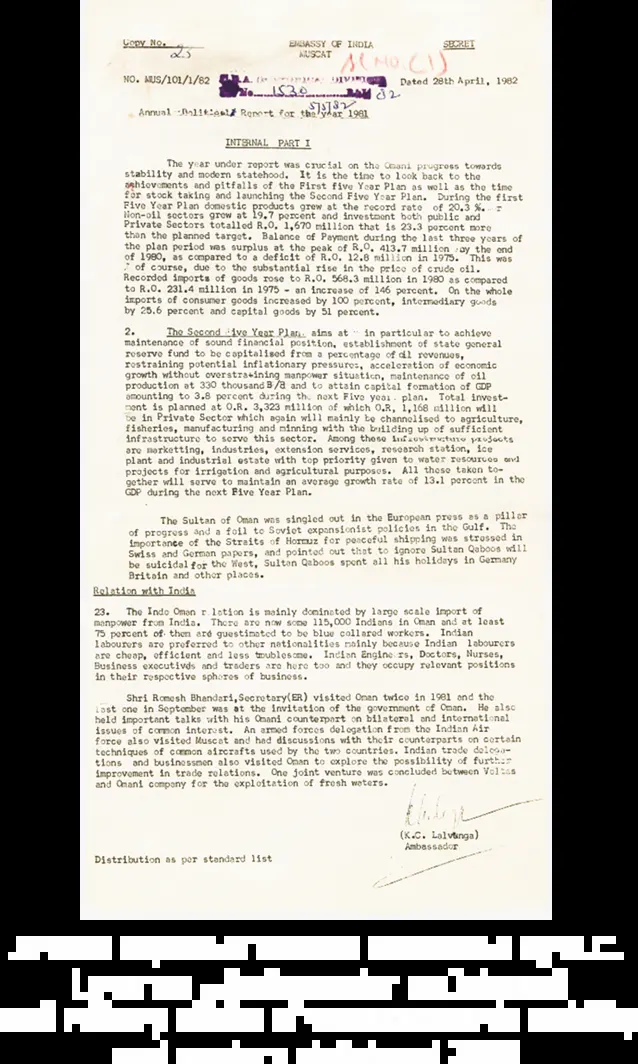 Copy No. 25
EMBASSY OF INDIA
MUSCAT
SECRET
NO. MUS/101/1/82
No. 1530
Dated 28th April, 1982
5/5/82
Annual Political Report for the year 1981
INTERNAL PART I
The year under report was crucial on the Omani progress towards
stability and modern statehood. It is the time to look back to the
achievements and pitfalls of the First five Year Plan as well as the time
for stock taking and launching the Second Five Year Plan. During the first
Five Year Plan domestic products grew at the record rate of 20.3 %.
Non-oil sectors grew at 19.7 percent and investment both public and
Private Sectors totalled R.O. 1,670 million that is 23.3 percent more
than the planned target. Balance of Payment during the last three years of
the plan period was surplus at the peak of R.O. 413.7 million by the end
of 1980, as compared to a deficit of R.O. 12.8 million in 1975. This was
of course, due to the substantial rise in the price of crude oil.
Recorded imports of goods rose to R.O. 568.3 million in 1980 as compared
to R.O. 231.4 million in 1975 - an increase of 146 percent. On the whole
imports of consumer goods increased by 100 percent, intermediary goods
by 25.6 percent and capital goods by 51 percent.
2. The Second Five Year Plan aims at in particular to achieve
maintenance of sound financial position, establishment of state general
reserve fund to be capitalised from a percentage of oil revenues,
restraining potential inflationary pressures, acceleration of economic
growth without overstraining manpower situation, maintenance of oil
production at 330 thousand B/d and to attain capital formation of GDP
amounting to 3.8 percent during the next Five year plan. Total invest-
ment is planned at O.R. 3,323 million of which O.R. 1,168 million will
be in Private Sector which again will mainly be channelised to agriculture,
fisheries, manufacturing and minning with the building up of sufficient
infrastructure to serve this sector. Among these infrastructure projects
are marketting, industries, extension services, research station, ice
plant and industrial estate with top priority given to water resources and
projects for irrigation and agricultural purposes. All these taken to-
gether will serve to maintain an average growth rate of 13.1 percent in the
GDP during the next Five Year Plan.
The Sultan of Oman was singled out in the European press as a pillar
of progress and a foil to Soviet expansionist policies in the Gulf. The
importance of the Straits of Hormuz for peaceful shipping was stressed in
Swiss and German papers, and pointed out that to ignore Sultan Qaboos will
be suicidal for the West, Sultan Qaboos spent all his holidays in Germany
Britain and other places.
Relation with India
23. The Indo Oman relation is mainly dominated by large scale import of
manpower from India. There are now some 115,000 Indians in Oman and at least
75 percent of them are guestimated to be blue collared workers. Indian
labourers are preferred to other nationalities mainly because Indian labourers
are cheap, efficient and less troublesome. Indian Engineers, Doctors, Nurses,
Business executives and traders are here too and they occupy relevant positions
in their respective spheres of business.
Shri Romesh Bhandari, Secretary(ER) visited Oman twice in 1981 and the
last one in September was at the invitation of the government of Oman. He also
held important talks with his Omani counterpart on bilateral and international
issues of common interest. An armed forces delegation from the Indian Air
force also visited Muscat and had discussions with their counterparts on certain
techniques of common aircrafts used by the two countries. Indian trade delega-
tions and businessmen also visited Oman to explore the possibility of further
improvement in trade relations. One joint venture was concluded between Voltas
and Omani company for the exploitation of fresh waters.
(K.C. Lalvunga)
Ambassador
Distribution as per standard list